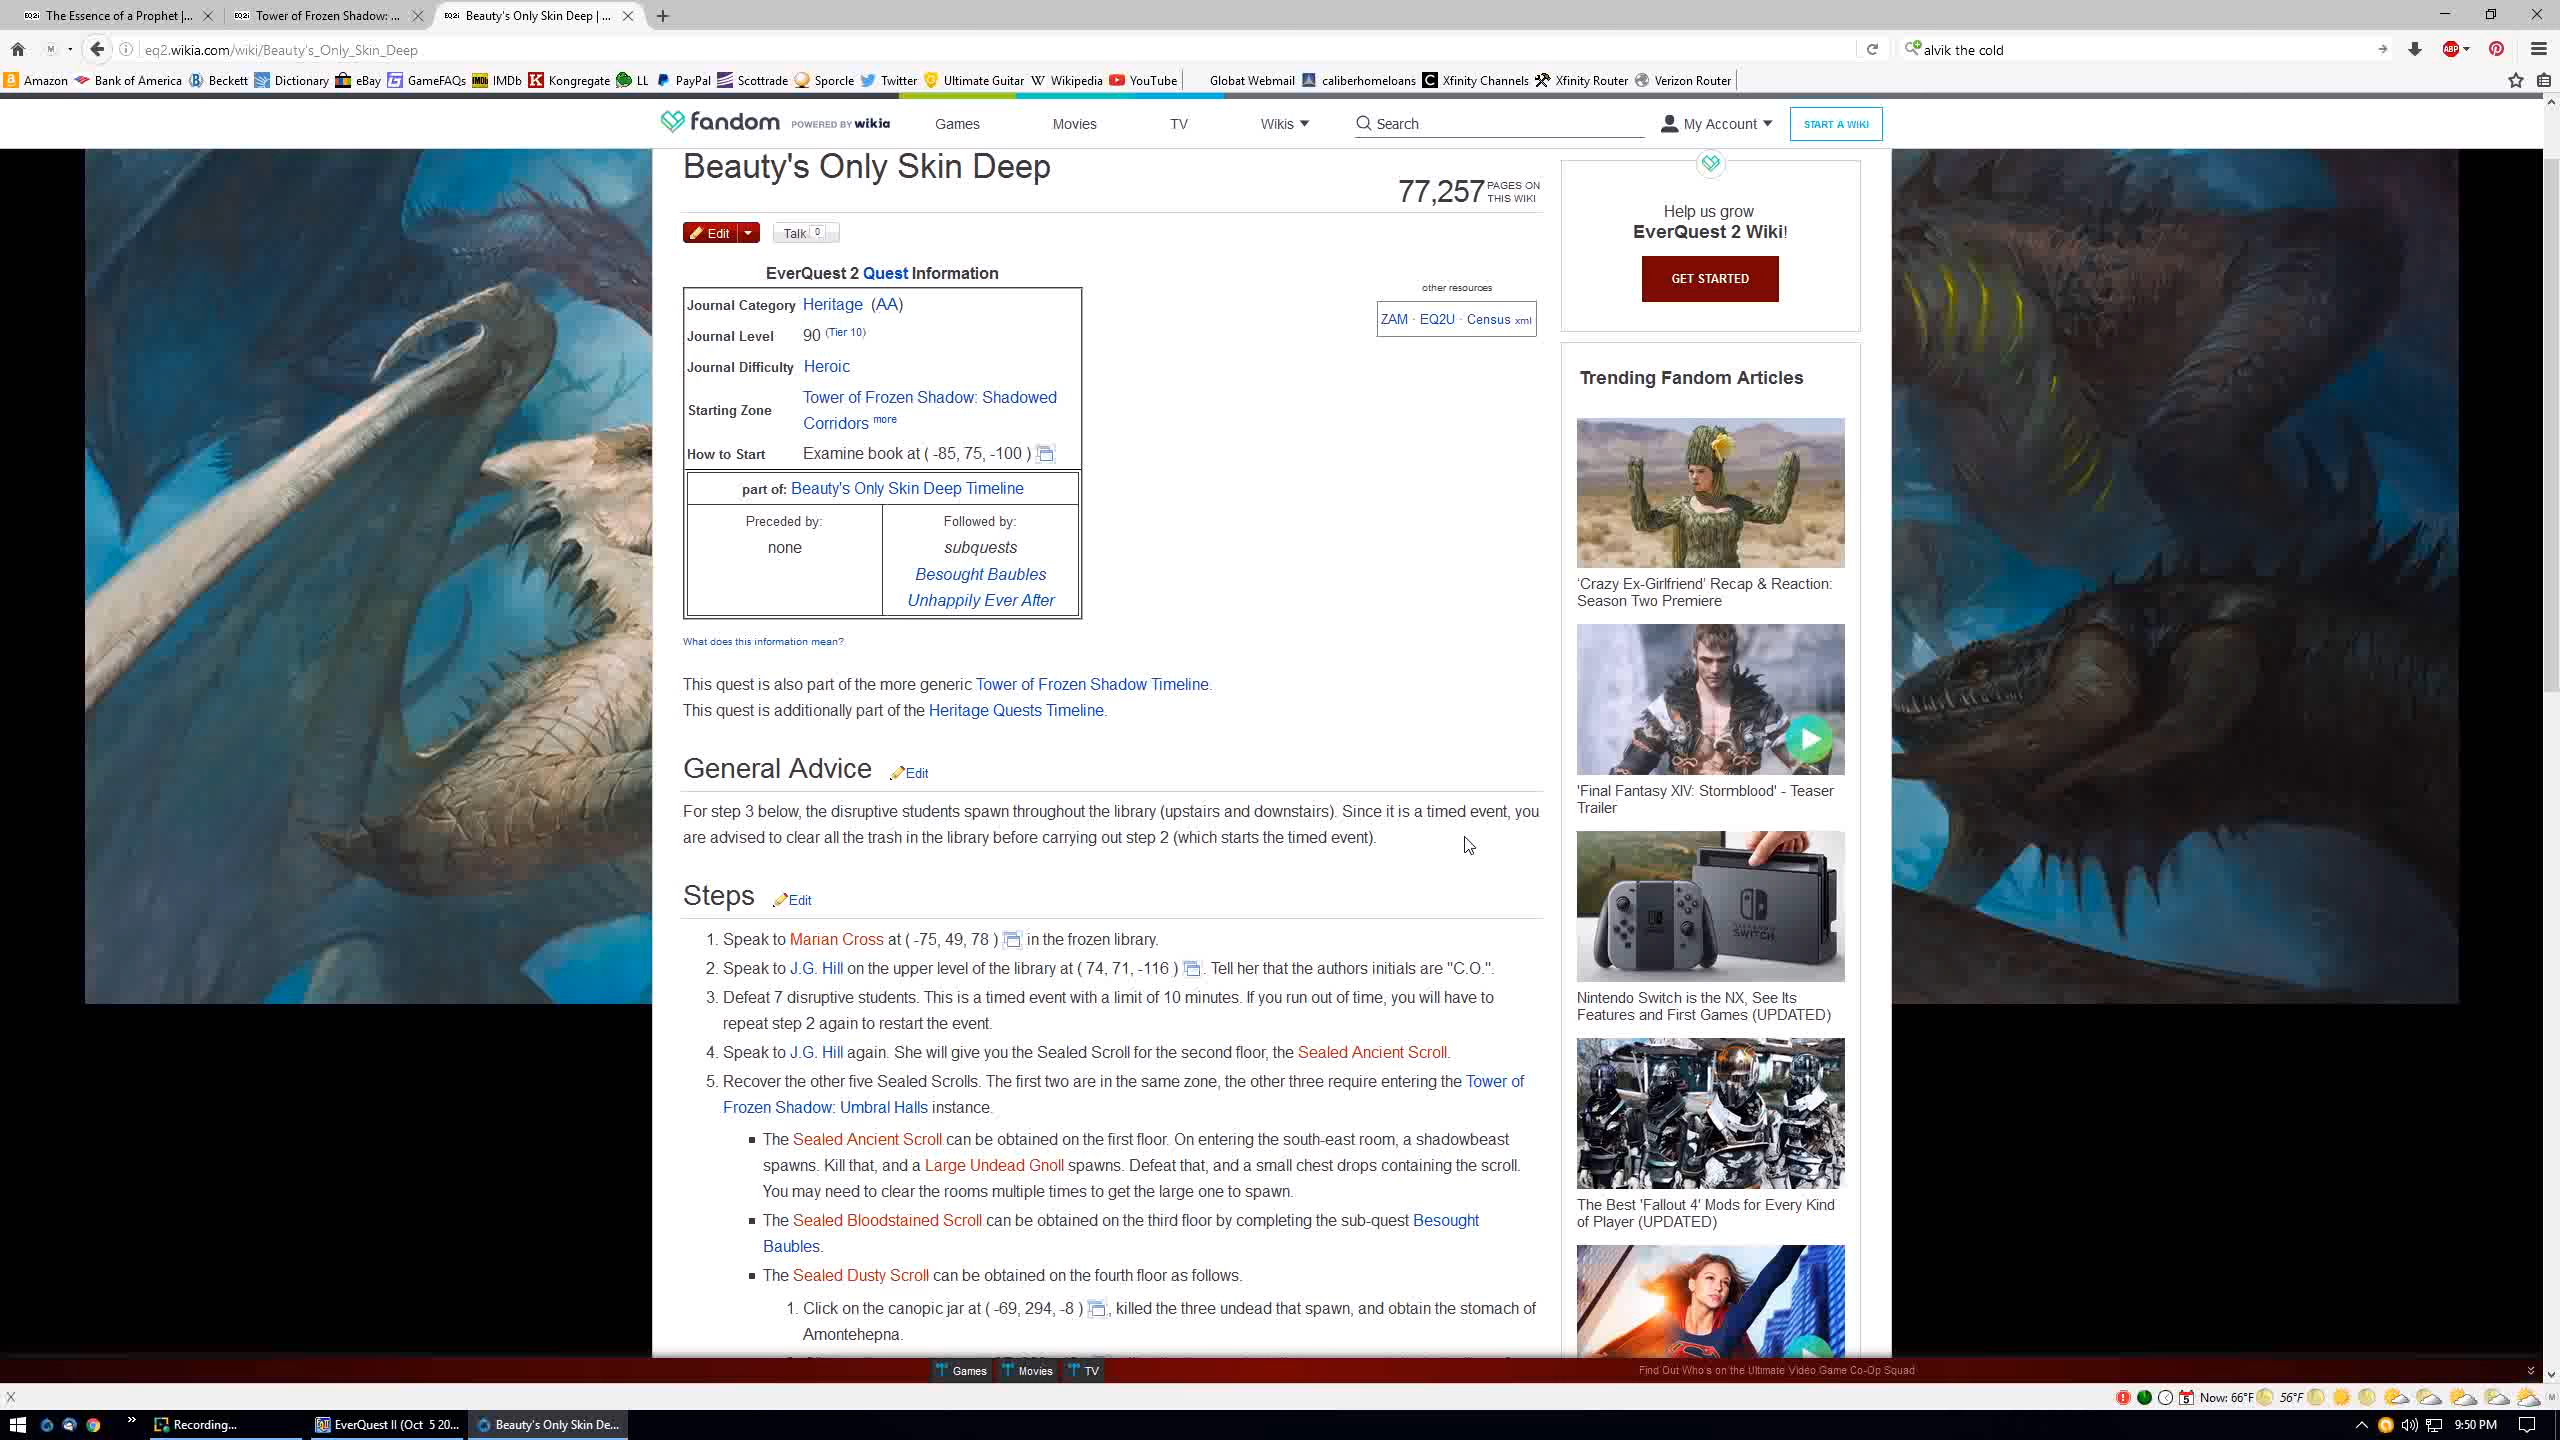 The Essence of a Prophet |...
Tower of Frozen Shadow: ...
Beauty's Only Skin Deep | ...
eq2.wikia.com/wiki/Beauty's_Only_Skin_Deep
alvik the cold
Amazon Bank of America Beckett Dictionary eBay GameFAQs IMDb Kongregate LL PayPal Scottrade Sporcle Twitter Ultimate Guitar Wikipedia YouTube Globat Webmail caliberhomeloans Xfinity Channels Xfinity Router Verizon Router
fandom POWERED BY wikia Games Movies TV Wikis Search My Account START A WIKI
Beauty's Only Skin Deep
77,257 PAGES ON THIS WIKI
Edit Talk 0
EverQuest 2 Quest Information
Journal Category Heritage (AA)
Journal Level 90 (Tier 10)
Journal Difficulty Heroic
Starting Zone Tower of Frozen Shadow: Shadowed
Corridors more
How to Start Examine book at ( -85, 75, -100 )
part of: Beauty's Only Skin Deep Timeline
Preceded by:
none
Followed by:
subquests
Besought Baubles
Unhappily Ever After
What does this information mean?
other resources
ZAM · EQ2U · Census xml
This quest is also part of the more generic Tower of Frozen Shadow Timeline.
This quest is additionally part of the Heritage Quests Timeline.
General Advice Edit
For step 3 below, the disruptive students spawn throughout the library (upstairs and downstairs). Since it is a timed event, you
are advised to clear all the trash in the library before carrying out step 2 (which starts the timed event).
Steps Edit
1. Speak to Marian Cross at ( -75, 49, 78 ) in the frozen library.
2. Speak to J.G. Hill on the upper level of the library at ( 74, 71, -116 ) . Tell her that the authors initials are "C.O.".
3. Defeat 7 disruptive students. This is a timed event with a limit of 10 minutes. If you run out of time, you will have to
repeat step 2 again to restart the event.
4. Speak to J.G. Hill again. She will give you the Sealed Scroll for the second floor, the Sealed Ancient Scroll.
5. Recover the other five Sealed Scrolls. The first two are in the same zone, the other three require entering the Tower of
Frozen Shadow: Umbral Halls instance.
The Sealed Ancient Scroll can be obtained on the first floor. On entering the south-east room, a shadowbeast
spawns. Kill that, and a Large Undead Gnoll spawns. Defeat that, and a small chest drops containing the scroll.
You may need to clear the rooms multiple times to get the large one to spawn.
The Sealed Bloodstained Scroll can be obtained on the third floor by completing the sub-quest Besought
Baubles.
The Sealed Dusty Scroll can be obtained on the fourth floor as follows.
1. Click on the canopic jar at ( -69, 294, -8 ) , killed the three undead that spawn, and obtain the stomach of
Amontehepna.
Help us grow
EverQuest 2 Wiki!
GET STARTED
Trending Fandom Articles
'Crazy Ex-Girlfriend' Recap & Reaction:
Season Two Premiere
'Final Fantasy XIV: Stormblood' - Teaser
Trailer
NINTENDO
SWITCH
Nintendo Switch is the NX, See Its
Features and First Games (UPDATED)
The Best 'Fallout 4' Mods for Every Kind
of Player (UPDATED)
Games Movies TV
Find Out Who's on the Ultimate Video Game Co-Op Squad
Now: 66°F 56°F
Recording...
EverQuest II (Oct 5 20...
Beauty's Only Skin De...
9:50 PM